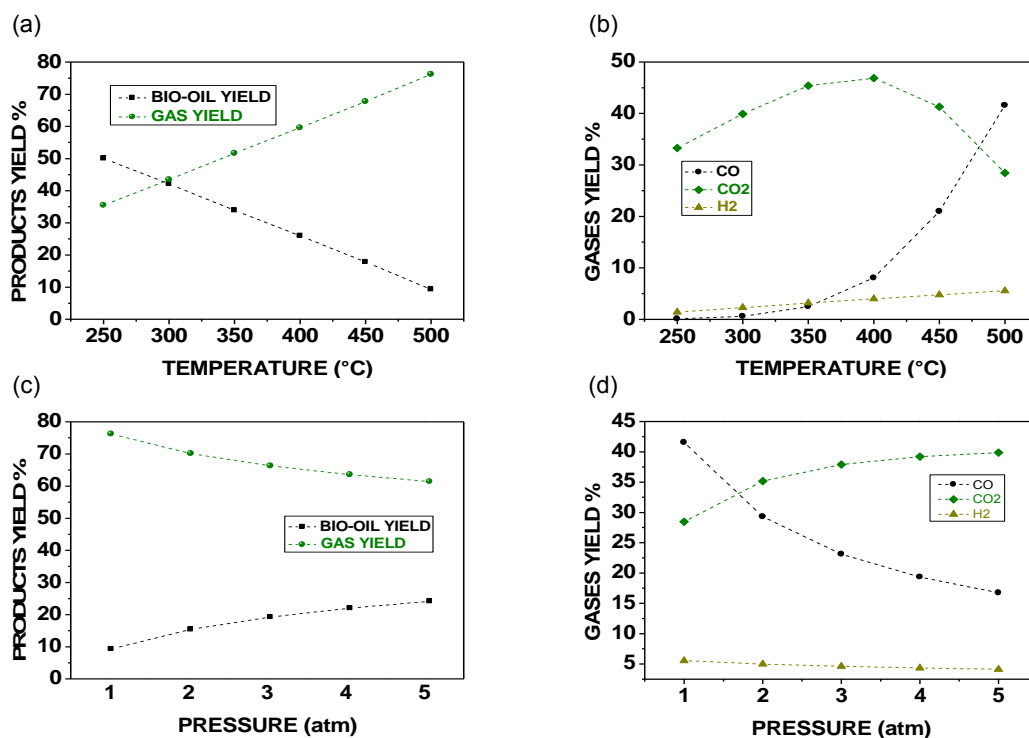 (a)
80
70
60
50
40
30
20
10
0
PRODUCTS YIELD %
BIO-OIL YIELD
GAS YIELD
250 300 350 400 450 500
TEMPERATURE (°C)
(b)
50
40
30
20
10
0
GASES YIELD %
CO
CO2
H2
250 300 350 400 450 500
TEMPERATURE (°C)
(c)
80
70
60
50
40
30
20
10
0
PRODUCTS YIELD %
BIO-OIL YIELD
GAS YIELD
1 2 3 4 5
PRESSURE (atm)
(d)
45
40
35
30
25
20
15
10
5
GASES YIELD %
CO
CO2
H2
1 2 3 4 5
PRESSURE (atm)